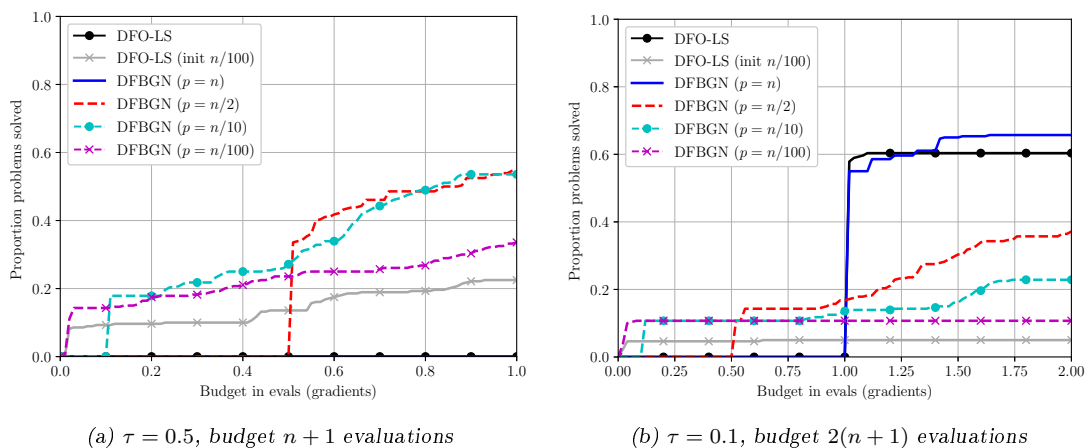 1.0
0.8
0.6
0.4
0.2
0.0
Proportion problems solved
DFO-LS
DFO-LS (init n/100)
DFBGN (p = n)
DFBGN (p = n/2)
DFBGN (p = n/10)
DFBGN (p = n/100)
0.0 0.2 0.4 0.6 0.8 1.0
Budget in evals (gradients)
(a) τ = 0.5, budget n + 1 evaluations
1.0
0.8
0.6
0.4
0.2
0.0
Proportion problems solved
DFO-LS
DFO-LS (init n/100)
DFBGN (p = n)
DFBGN (p = n/2)
DFBGN (p = n/10)
DFBGN (p = n/100)
0.00 0.25 0.50 0.75 1.00 1.25 1.50 1.75 2.00
Budget in evals (gradients)
(b) τ = 0.1, budget 2(n + 1) evaluations